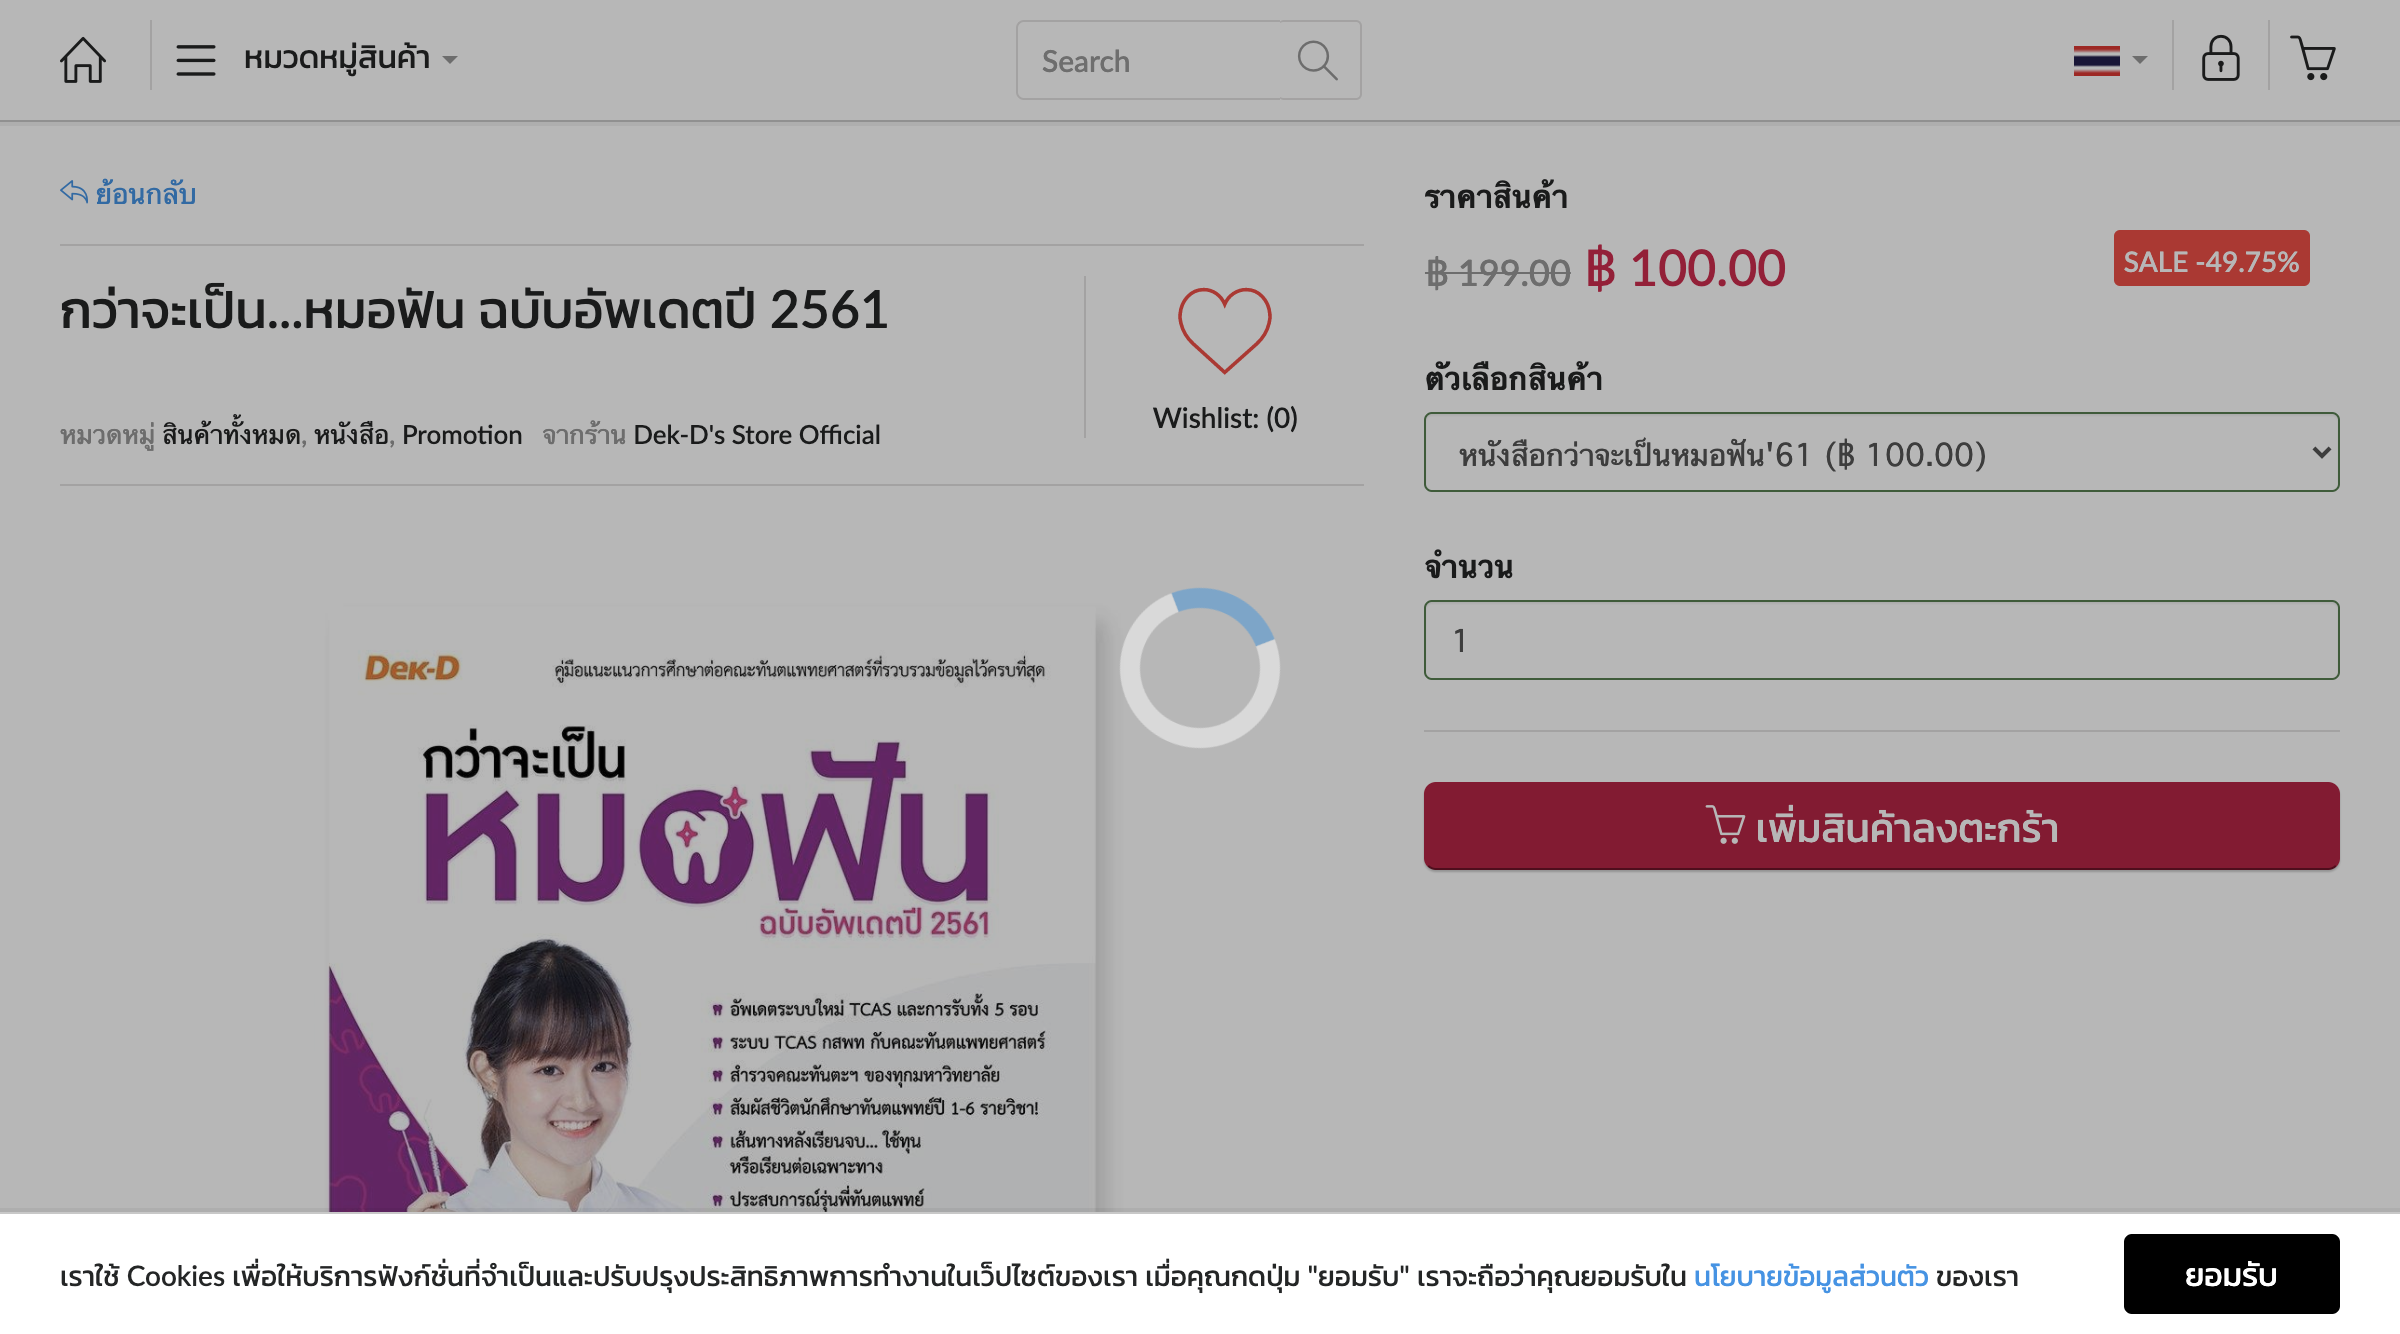 หมวดหมู่สินค้า
Search
ย้อนกลับ
กว่าจะเป็น...หมอฟัน ฉบับอัพเดตปี 2561
Wishlist: (0)
หมวดหมู่ สินค้าทั้งหมด, หนังสือ, Promotion จากร้าน Dek-D's Store Official
ราคาสินค้า
฿ 199.00 ฿ 100.00
SALE -49.75%
ตัวเลือกสินค้า
หนังสือกว่าจะเป็นหมอฟัน'61 (฿ 100.00)
จำนวน
1
เพิ่มสินค้าลงตะกร้า
Dek-D
คู่มือแนะแนวการศึกษาต่อคณะทันตแพทยศาสตร์ที่รวบรวมข้อมูลไว้ครบที่สุด
กว่าจะเป็น
หมอฟัน
ฉบับอัพเดตปี 2561
อัพเดตระบบใหม่ TCAS และการรับทั้ง 5 รอบ
ระบบ TCAS กสพท กับคณะทันตแพทยศาสตร์
สำรวจคณะทันตะฯ ของทุกมหาวิทยาลัย
สัมผัสชีวิตนักศึกษาทันตแพทย์ปี 1-6 รายวิชา!
เส้นทางหลังเรียนจบ... ใช้ทุน
หรือเรียนต่อเฉพาะทาง
ประสบการณ์รุ่นพี่ทันตแพทย์
เราใช้ Cookies เพื่อให้บริการฟังก์ชั่นที่จำเป็นและปรับปรุงประสิทธิภาพการทำงานในเว็ปไซต์ของเรา เมื่อคุณกดปุ่ม "ยอมรับ" เราจะถือว่าคุณยอมรับใน นโยบายข้อมูลส่วนตัว ของเรา
ยอมรับ